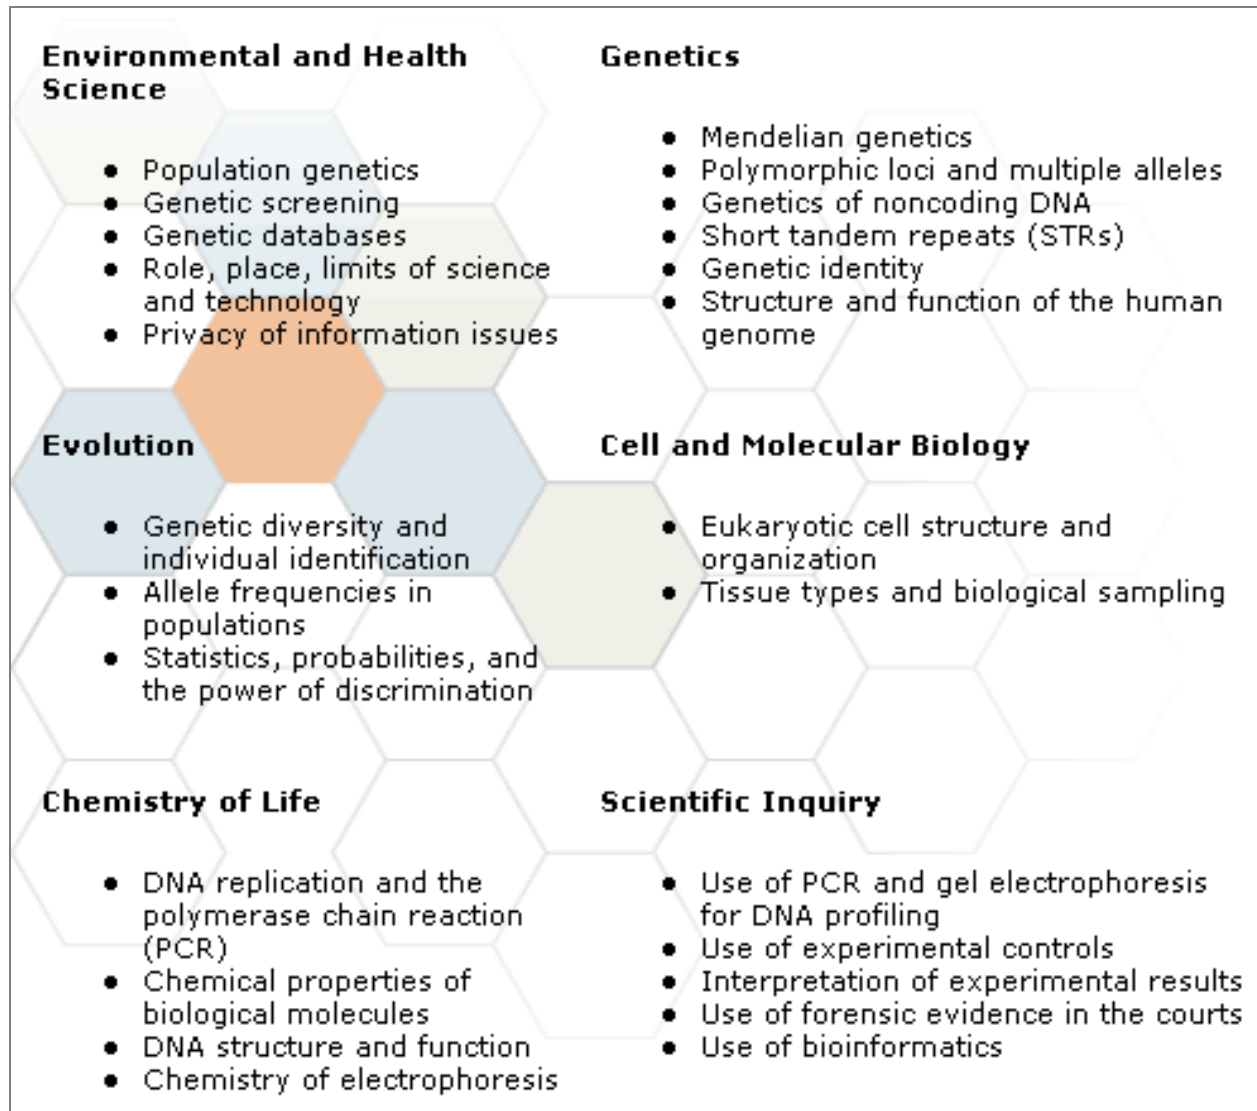 Environmental and Health
Science
● Population genetics
● Genetic screening
● Genetic databases
● Role, place, limits of science
and technology
● Privacy of information issues
Genetics
● Mendelian genetics
● Polymorphic loci and multiple alleles
● Genetics of noncoding DNA
● Short tandem repeats (STRs)
● Genetic identity
● Structure and function of the human
genome
Evolution
● Genetic diversity and
individual identification
● Allele frequencies in
populations
● Statistics, probabilities, and
the power of discrimination
Cell and Molecular Biology
● Eukaryotic cell structure and
organization
● Tissue types and biological sampling
Chemistry of Life
● DNA replication and the
polymerase chain reaction
(PCR)
● Chemical properties of
biological molecules
● DNA structure and function
● Chemistry of electrophoresis
Scientific Inquiry
● Use of PCR and gel electrophoresis
for DNA profiling
● Use of experimental controls
● Interpretation of experimental results
● Use of forensic evidence in the courts
● Use of bioinformatics